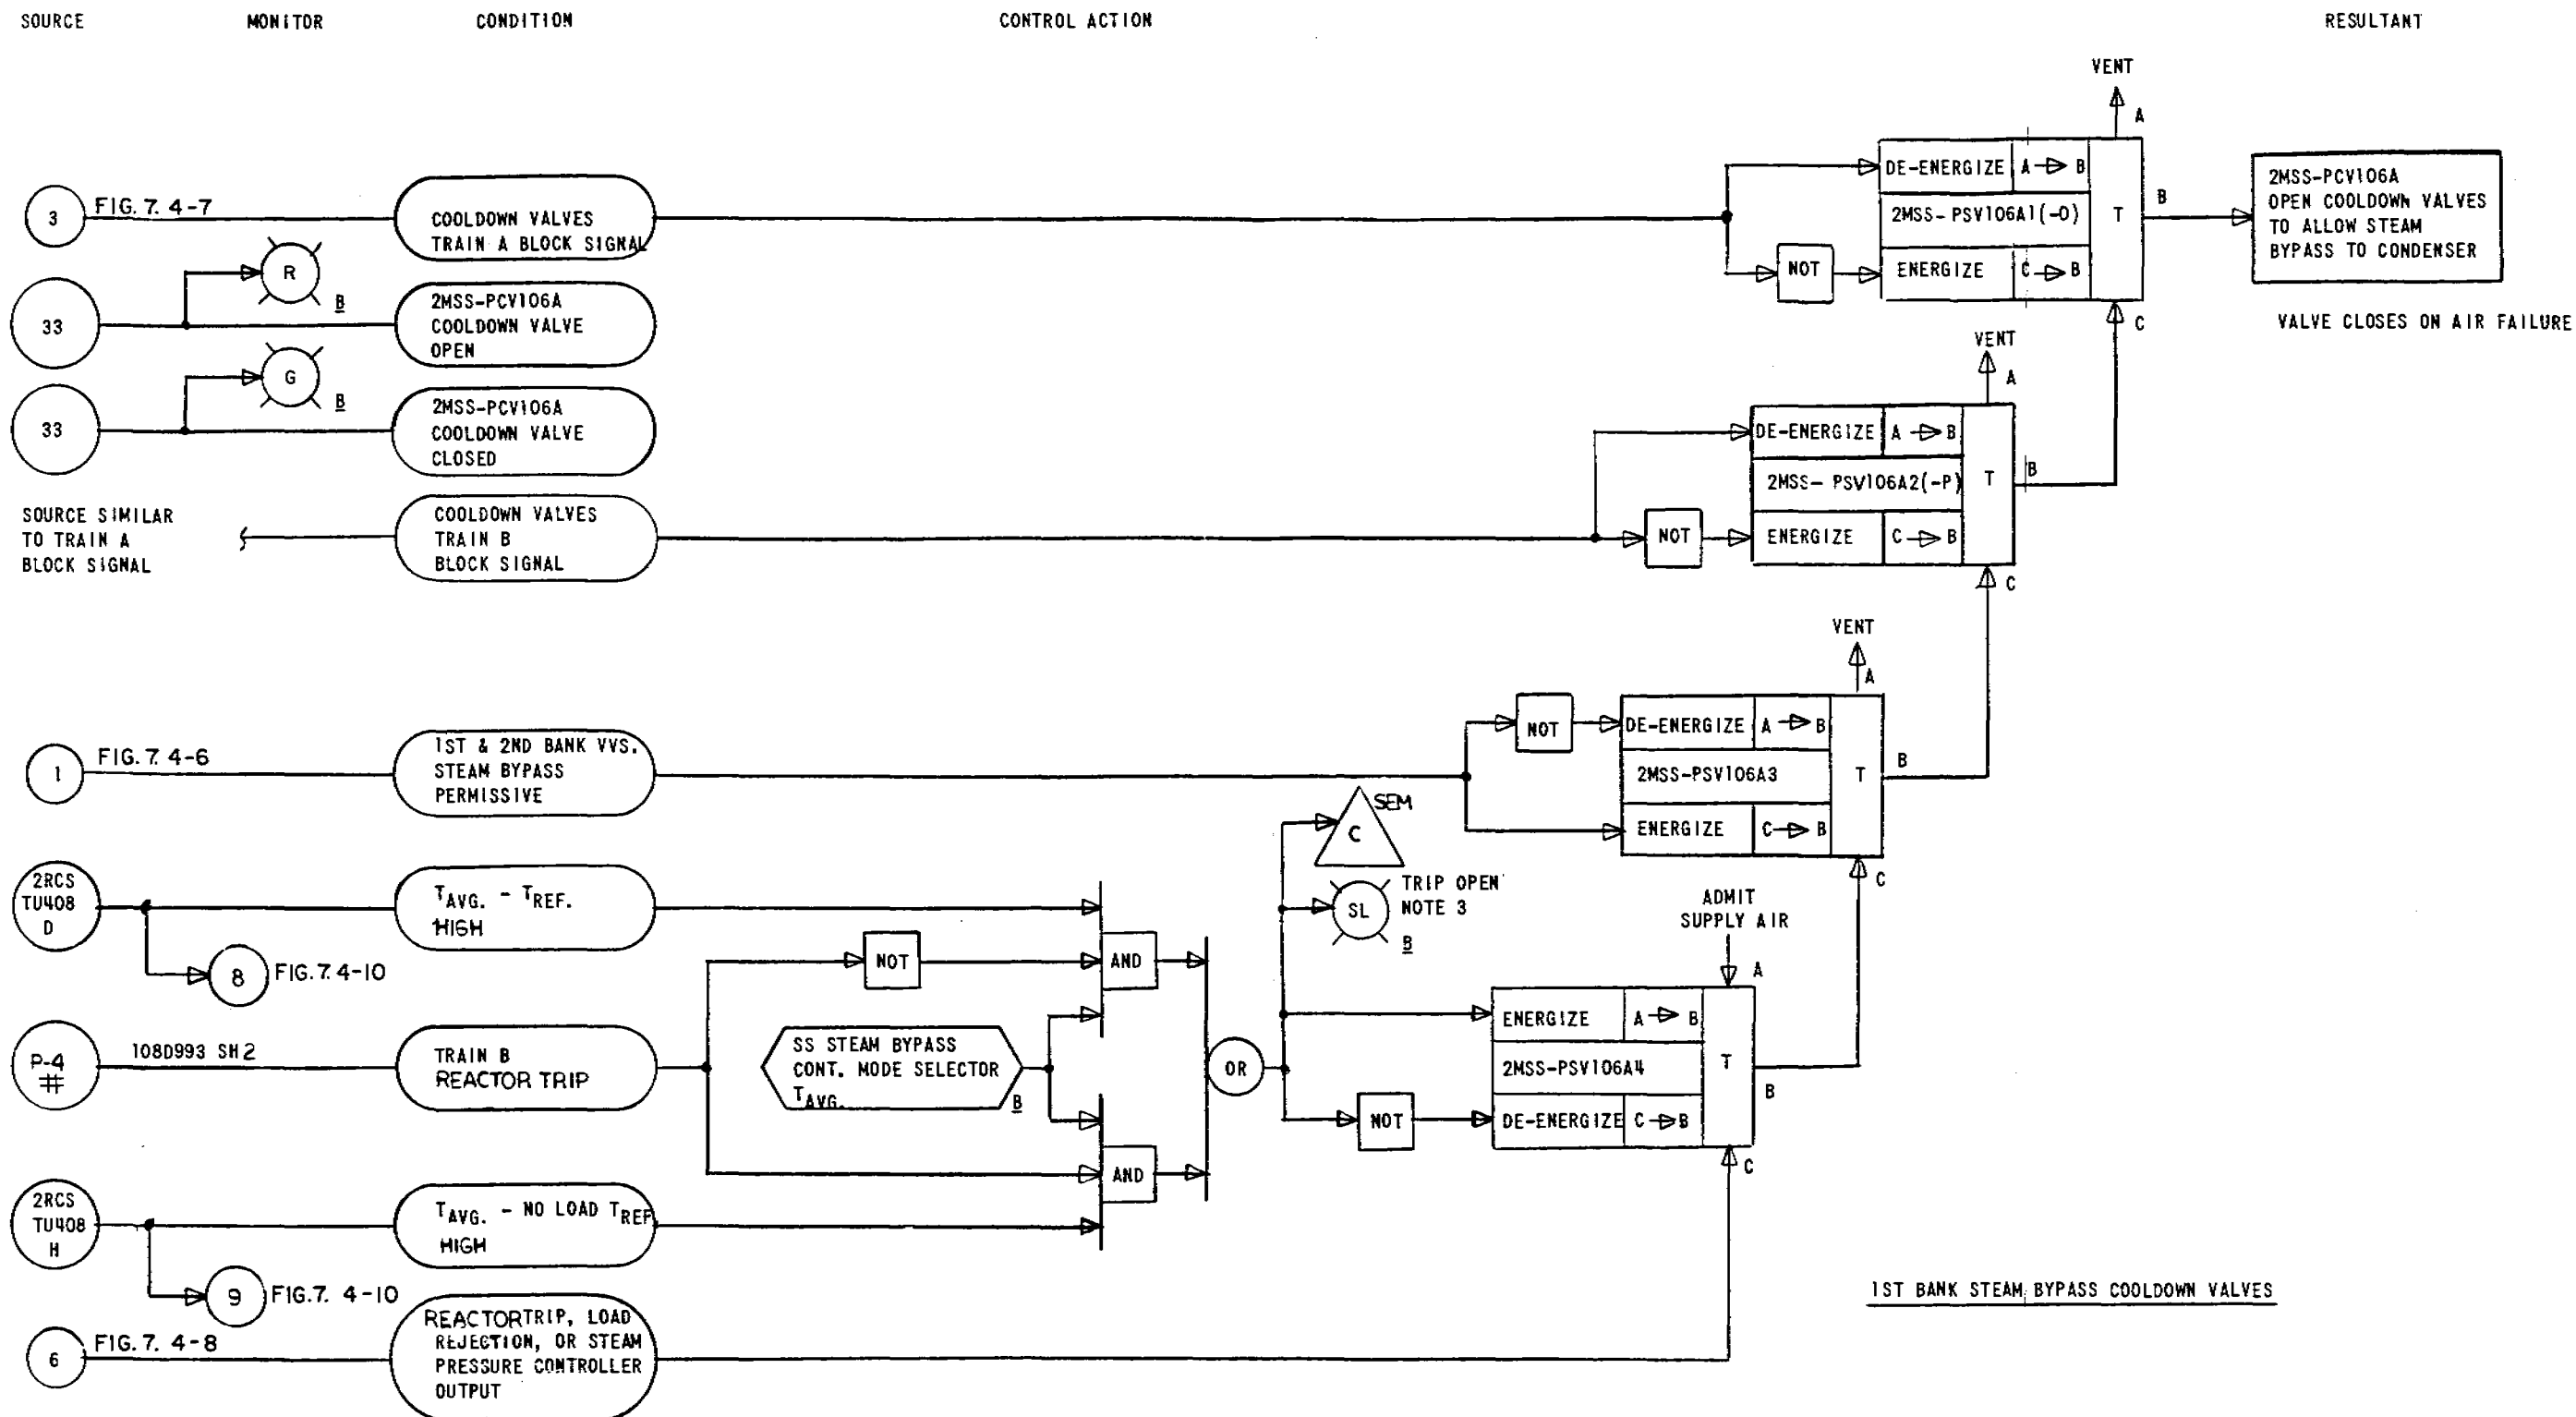 SOURCE
MONITOR
CONDITION
CONTROL ACTION
RESULTANT
3
FIG. 7. 4-7
COOLDOWN VALVES
TRAIN A BLOCK SIGNAL
NOT
VENT
A
DE-ENERGIZE A B
2MSS-PSV106A1(-O)
ENERGIZE C B
T
B
C
2MSS-PCV106A
OPEN COOLDOWN VALVES
TO ALLOW STEAM
BYPASS TO CONDENSER
VALVE CLOSES ON AIR FAILURE
33
R
B
2MSS-PCV106A
COOLDOWN VALVE
OPEN
33
G
B
2MSS-PCV106A
COOLDOWN VALVE
CLOSED
SOURCE SIMILAR
TO TRAIN A
BLOCK SIGNAL
COOLDOWN VALVES
TRAIN B
BLOCK SIGNAL
NOT
VENT
A
DE-ENERGIZE A B
2MSS- PSV106A2(-P)
ENERGIZE C B
T
B
C
1
FIG. 7. 4-6
1ST & 2ND BANK VVS.
STEAM BYPASS
PERMISSIVE
NOT
VENT
A
DE-ENERGIZE A B
2MSS-PSV106A3
ENERGIZE C B
T
B
C
2RCS
TU408
D
8
FIG. 7. 4-10
TAVG. - TREF.
HIGH
P-4
#
108D993 SH2
TRAIN B
REACTOR TRIP
NOT
SS STEAM BYPASS
CONT. MODE SELECTOR
TAVG.
B
AND
AND
OR
C
SEM
SL
TRIP OPEN
NOTE 3
B
NOT
ADMIT
SUPPLY AIR
A
ENERGIZE A B
2MSS-PSV106A4
DE-ENERGIZE C B
T
B
C
2RCS
TU408
H
9
FIG. 7. 4-10
TAVG. - NO LOAD TREF
HIGH
6
FIG. 7. 4-8
REACTOR TRIP, LOAD
REJECTION, OR STEAM
PRESSURE CONTROLLER
OUTPUT
1ST BANK STEAM BYPASS COOLDOWN VALVES